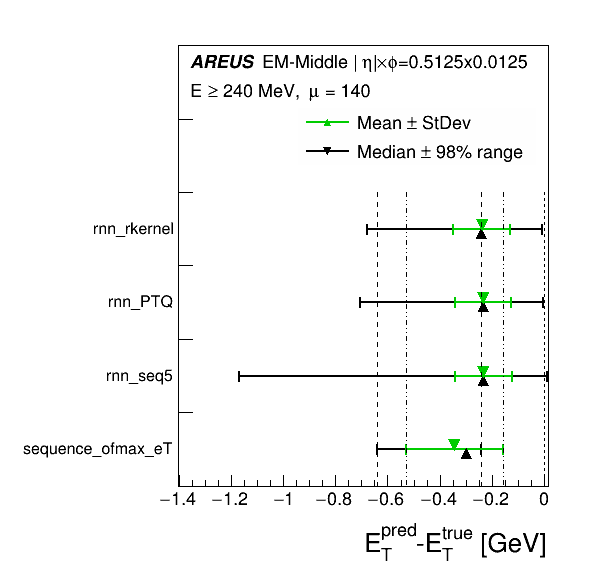 AREUS EM-Middle | η|×φ=0.5125x0.0125
E ≥ 240 MeV, μ = 140
Mean ± StDev
Median ± 98% range
rnn_rkernel
rnn_PTQ
rnn_seq5
sequence_ofmax_eT
−1.4 −1.2 −1 −0.8 −0.6 −0.4 −0.2 0
E_T^pred-E_T^true [GeV]